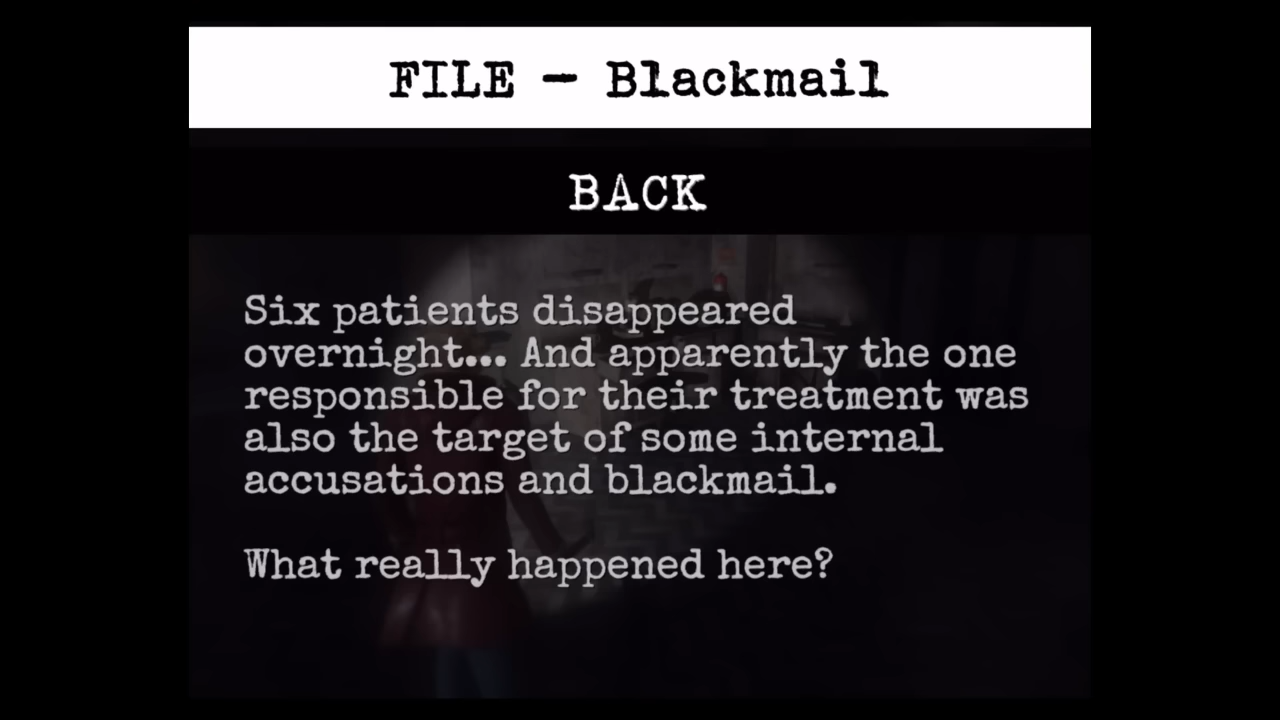 FILE - Blackmail
BACK
Six patients disappeared
overnight... And apparently the one
responsible for their treatment was
also the target of some internal
accusations and blackmail.
What really happened here?